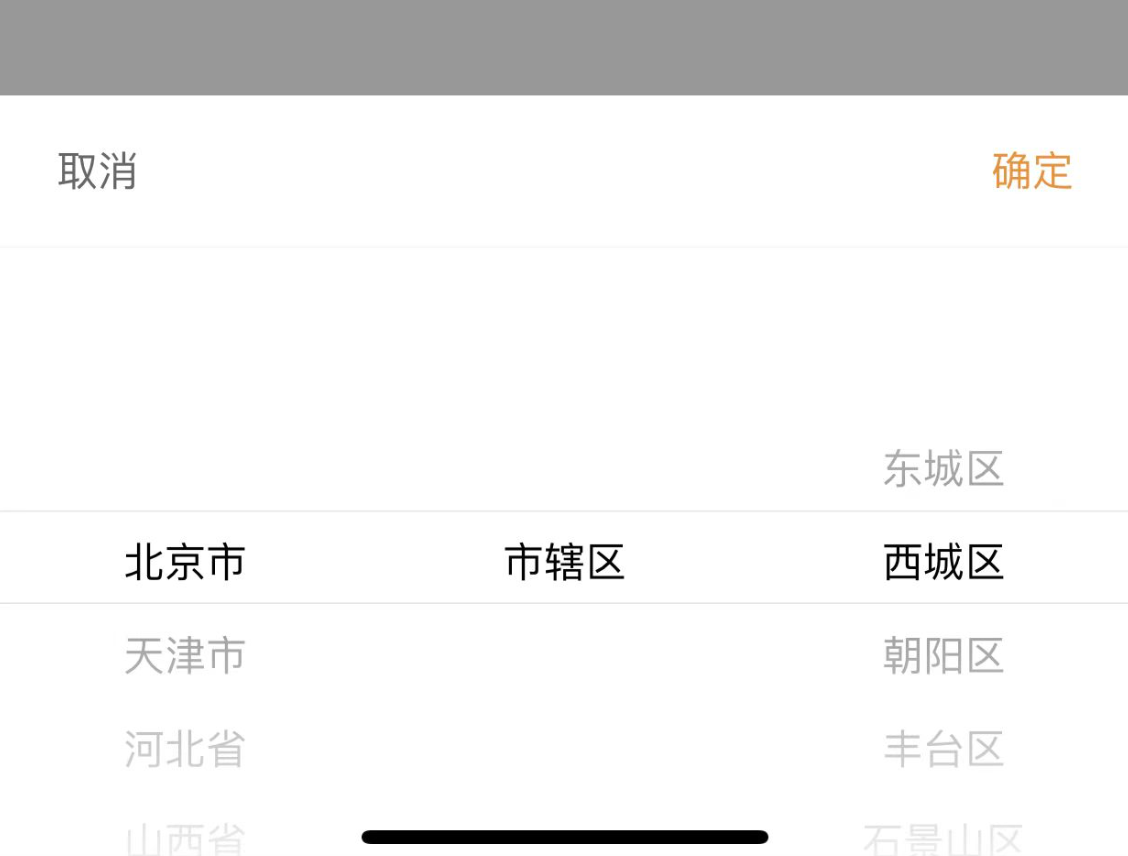 取消 确定
东城区
北京市 市辖区 西城区
天津市 朝阳区
河北省 丰台区
山西省 石景山区